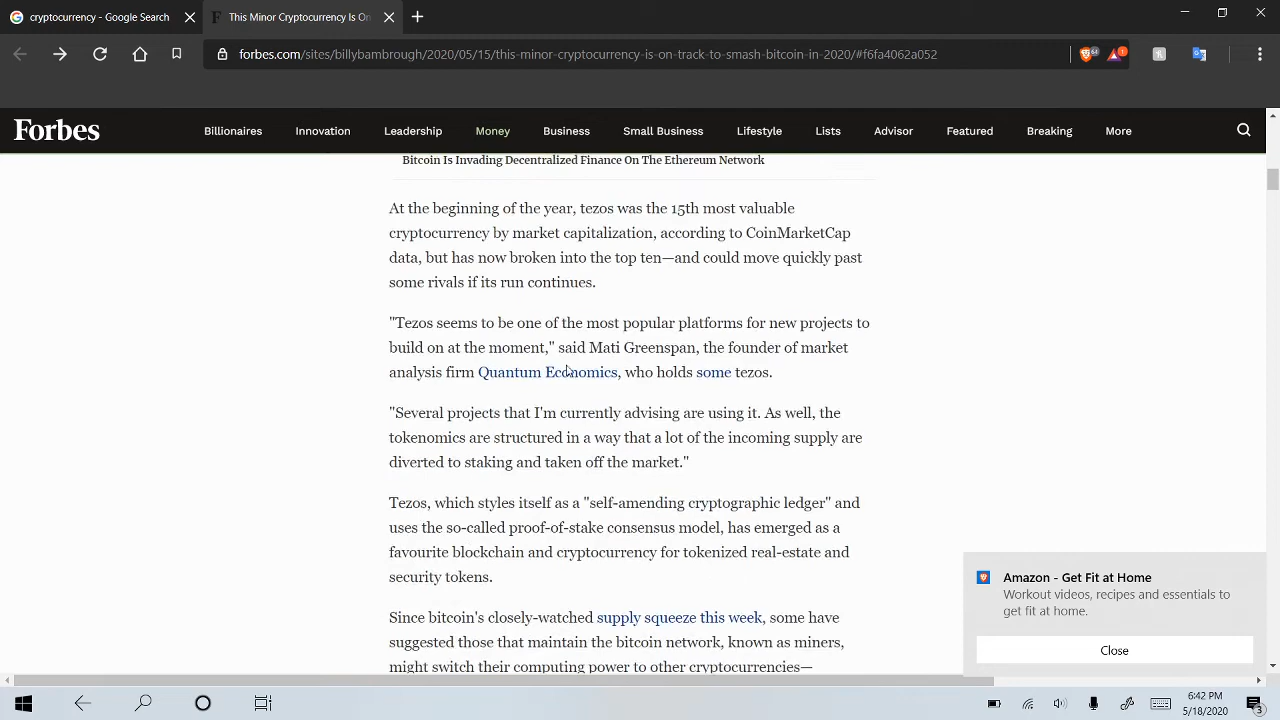 cryptocurrency - Google Search
This Minor Cryptocurrency Is On
forbes.com/sites/billybambrough/2020/05/15/this-minor-cryptocurrency-is-on-track-to-smash-bitcoin-in-2020/#f6fa4062a052
64
1
Forbes
Billionaires
Innovation
Leadership
Money
Business
Small Business
Lifestyle
Lists
Advisor
Featured
Breaking
More
Bitcoin Is Invading Decentralized Finance On The Ethereum Network
At the beginning of the year, tezos was the 15th most valuable
cryptocurrency by market capitalization, according to CoinMarketCap
data, but has now broken into the top ten—and could move quickly past
some rivals if its run continues.
"Tezos seems to be one of the most popular platforms for new projects to
build on at the moment," said Mati Greenspan, the founder of market
analysis firm Quantum Economics, who holds some tezos.
"Several projects that I'm currently advising are using it. As well, the
tokenomics are structured in a way that a lot of the incoming supply are
diverted to staking and taken off the market."
Tezos, which styles itself as a "self-amending cryptographic ledger" and
uses the so-called proof-of-stake consensus model, has emerged as a
favourite blockchain and cryptocurrency for tokenized real-estate and
security tokens.
Since bitcoin's closely-watched supply squeeze this week, some have
suggested those that maintain the bitcoin network, known as miners,
might switch their computing power to other cryptocurrencies—
Amazon - Get Fit at Home
Workout videos, recipes and essentials to
get fit at home.
Close
6:42 PM
5/18/2020
3